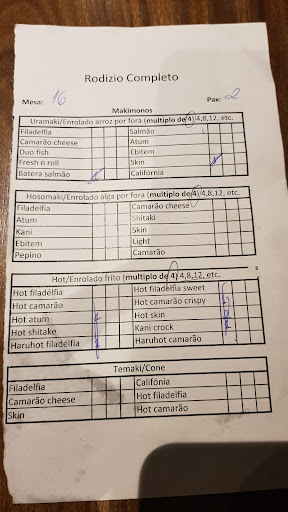 Rodizio Completo
Mesa: 16 Pax: 2
Makimonos
Uramaki/Enrolado arroz por fora (multiplo de 4) 4,8,12, etc.
Filadelfia Salmão
Camarão cheese Atum
Duo fish Ebitem
Fresh n roll Skin
Batera salmão Califórnia
Hosomaki/Enrolado alga por fora (multiplo de 4) 4,8,12, etc.
Filadelfia Camarão cheese
Atum Shitaki
Kani Skin
Ebitem Light
Pepino Camarão
Hot/Enrolado frito (multiplo de 4) 4,8,12, etc.
Hot filadélfia Hot filadelfia sweet
Hot camarão Hot camarão crispy
Hot atum Hot skin
Hot shitake Kani crock
Haruhot filadélfia Haruhot camarão
Temaki/Cone
Filadelfia Califónia
Camarão cheese Hot filadelfia
Skin Hot camarão